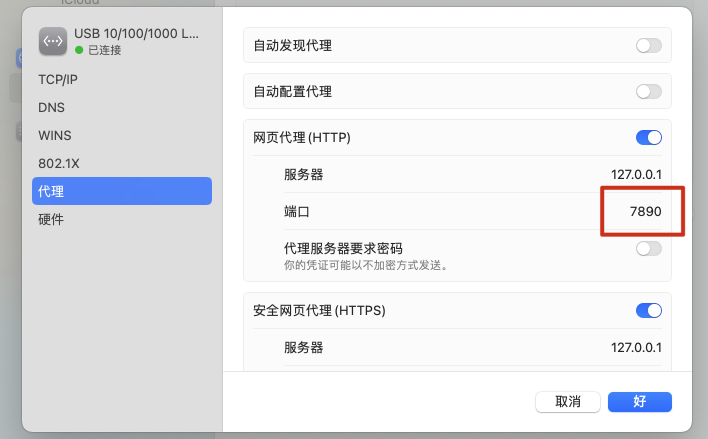 iCloud
USB 10/100/1000 L...
已连接
TCP/IP
DNS
WINS
802.1X
代理
硬件
自动发现代理
自动配置代理
网页代理 (HTTP)
服务器 127.0.0.1
端口 7890
代理服务器要求密码
你的凭证可能以不加密方式发送。
安全网页代理 (HTTPS)
服务器 127.0.0.1
取消 好